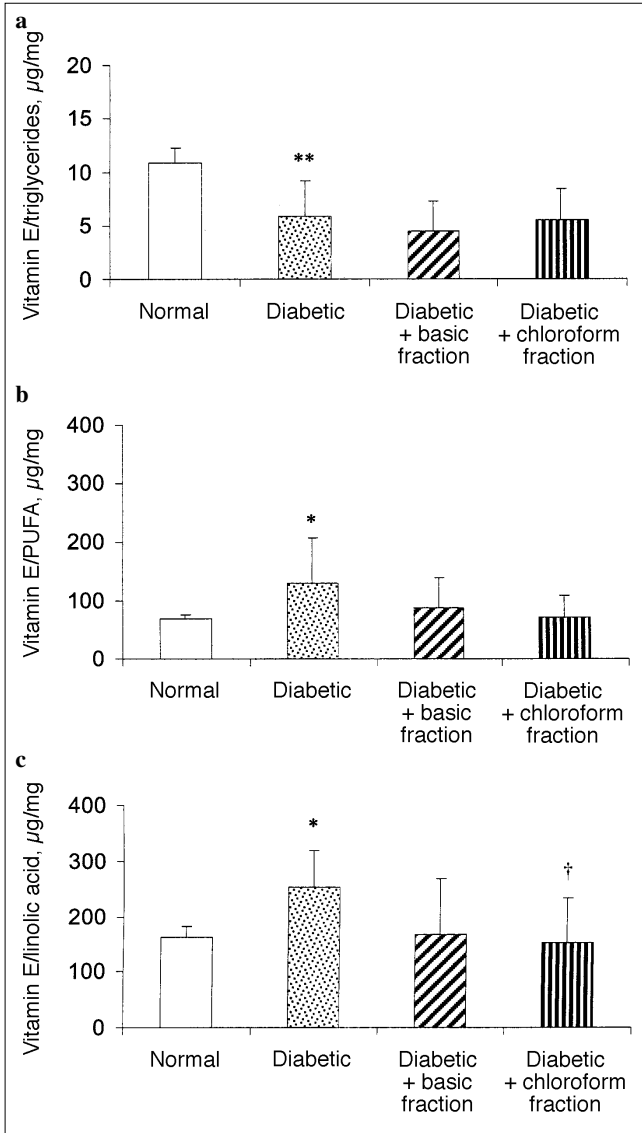 a
Vitamin E/triglycerides, µg/mg
20
15
10
5
0
**
Normal
Diabetic
Diabetic
+ basic
fraction
Diabetic
+ chloroform
fraction
b
Vitamin E/PUFA, µg/mg
400
300
200
100
0
*
Normal
Diabetic
Diabetic
+ basic
fraction
Diabetic
+ chloroform
fraction
c
Vitamin E/linolic acid, µg/mg
400
300
200
100
0
*
†
Normal
Diabetic
Diabetic
+ basic
fraction
Diabetic
+ chloroform
fraction